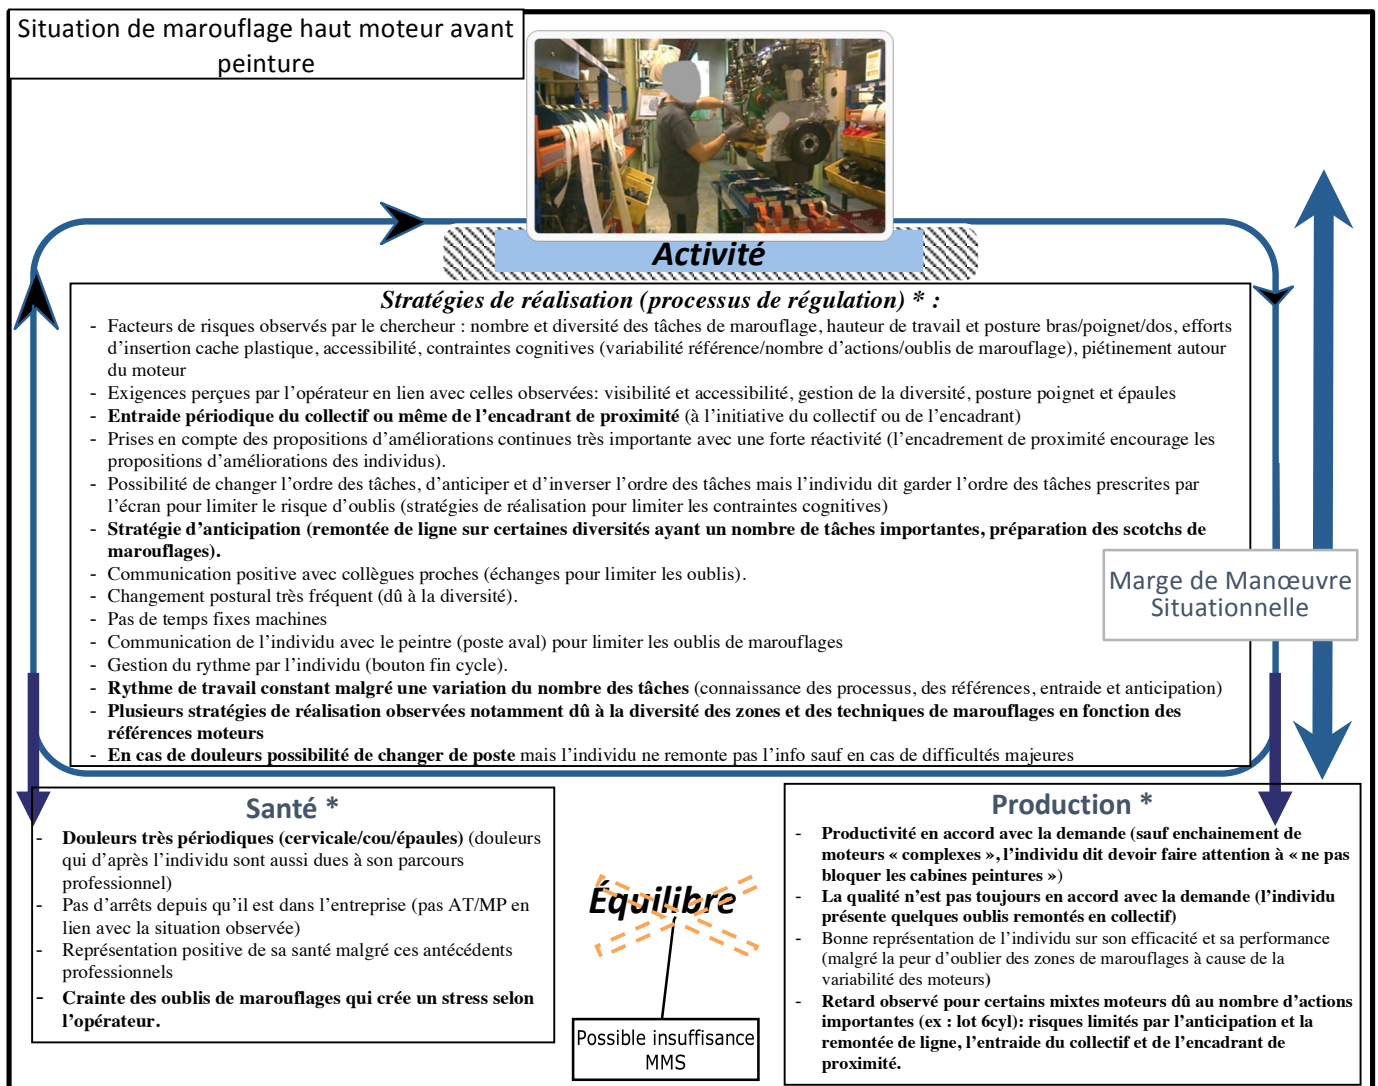 Situation de marouflage haut moteur avant
peinture
Activité
Stratégies de réalisation (processus de régulation) * :
- Facteurs de risques observés par le chercheur : nombre et diversité des tâches de marouflage, hauteur de travail et posture bras/poignet/dos, efforts
d’insertion cache plastique, accessibilité, contraintes cognitives (variabilité référence/nombre d’actions/oublis de marouflage), piétinement autour
du moteur
- Exigences perçues par l’opérateur en lien avec celles observées: visibilité et accessibilité, gestion de la diversité, posture poignet et épaules
- Entraide périodique du collectif ou même de l’encadrant de proximité (à l’initiative du collectif ou de l’encadrant)
- Prises en compte des propositions d’améliorations continues très importante avec une forte réactivité (l’encadrement de proximité encourage les
propositions d’améliorations des individus).
- Possibilité de changer l’ordre des tâches, d’anticiper et d’inverser l’ordre des tâches mais l’individu dit garder l’ordre des tâches prescrites par
l’écran pour limiter le risque d’oublis (stratégies de réalisation pour limiter les contraintes cognitives)
- Stratégie d’anticipation (remontée de ligne sur certaines diversités ayant un nombre de tâches importantes, préparation des scotchs de
marouflages).
- Communication positive avec collègues proches (échanges pour limiter les oublis).
- Changement postural très fréquent (dû à la diversité).
- Pas de temps fixes machines
- Communication de l’individu avec le peintre (poste aval) pour limiter les oublis de marouflages
- Gestion du rythme par l’individu (bouton fin cycle).
- Rythme de travail constant malgré une variation du nombre des tâches (connaissance des processus, des références, entraide et anticipation)
- Plusieurs stratégies de réalisation observées notamment dû à la diversité des zones et des techniques de marouflages en fonction des
références moteurs
- En cas de douleurs possibilité de changer de poste mais l’individu ne remonte pas l’info sauf en cas de difficultés majeures
Marge de Manœuvre
Situationnelle
Santé *
- Douleurs très périodiques (cervicale/cou/épaules) (douleurs
qui d’après l’individu sont aussi dues à son parcours
professionnel)
- Pas d’arrêts depuis qu’il est dans l’entreprise (pas AT/MP en
lien avec la situation observée)
- Représentation positive de sa santé malgré ces antécédents
professionnels
- Crainte des oublis de marouflages qui crée un stress selon
l’opérateur.
Équilibre
Possible insuffisance
MMS
Production *
- Productivité en accord avec la demande (sauf enchainement de
moteurs « complexes », l’individu dit devoir faire attention à « ne pas
bloquer les cabines peintures »)
- La qualité n’est pas toujours en accord avec la demande (l’individu
présente quelques oublis remontés en collectif)
- Bonne représentation de l’individu sur son efficacité et sa performance
(malgré la peur d’oublier des zones de marouflages à cause de la
variabilité des moteurs)
- Retard observé pour certains mixtes moteurs dû au nombre d’actions
importantes (ex : lot 6cyl): risques limités par l’anticipation et la
remontée de ligne, l’entraide du collectif et de l’encadrant de
proximité.